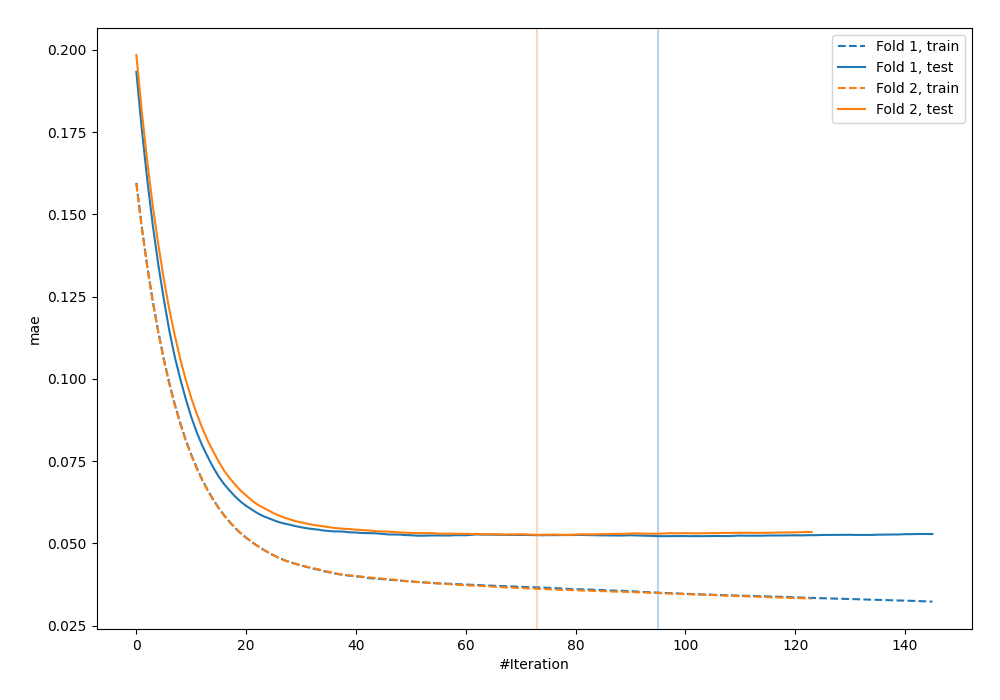 0.200
0.175
0.150
0.125
0.100
0.075
0.050
0.025
mae
0 20 40 60 80 100 120 140
#Iteration
Fold 1, train
Fold 1, test
Fold 2, train
Fold 2, test